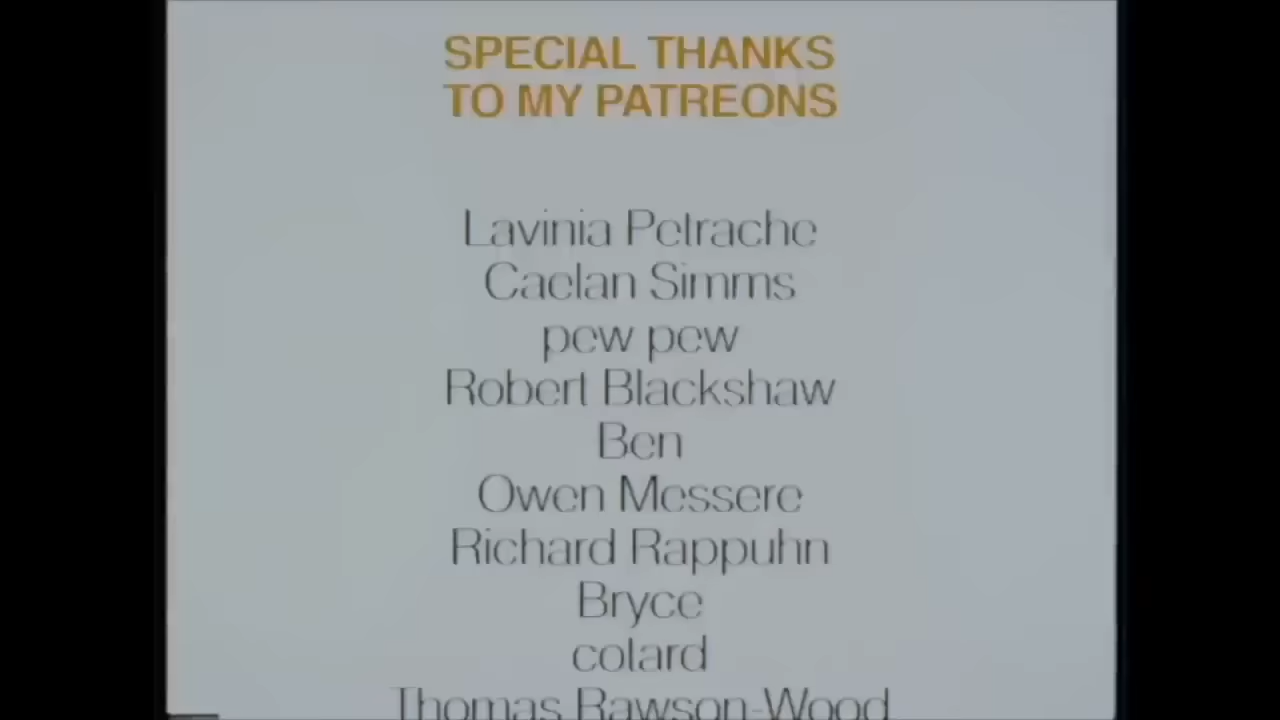 SPECIAL THANKS
TO MY PATREONS
Lavinia Petrache
Caelan Simms
pew pew
Robert Blackshaw
Ben
Owen Messere
Richard Rappuhn
Bryce
colard
Thomas Rawson-Wood